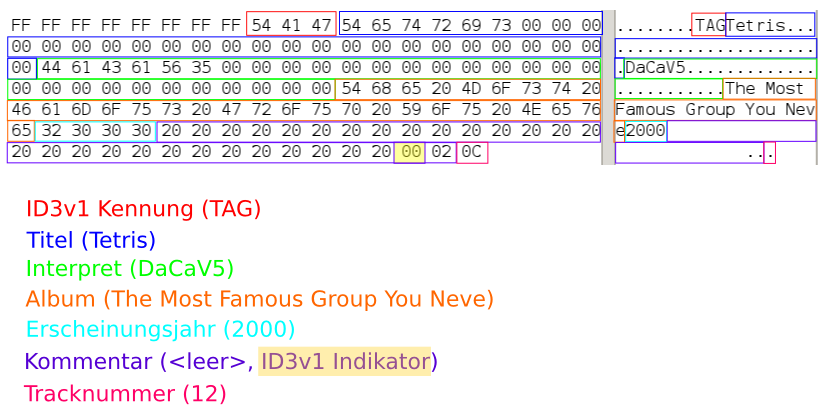 FF FF FF FF FF FF FF FF 54 41 47 54 65 74 72 69 73 00 00 00 ........TAGTetris...
00 00 00 00 00 00 00 00 00 00 00 00 00 00 00 00 00 00 00 00 ....................
00 44 61 43 61 56 35 00 00 00 00 00 00 00 00 00 00 00 00 00 .DaCaV5.............
00 00 00 00 00 00 00 00 00 00 00 54 68 65 20 4D 6F 73 74 20 ...........The Most
46 61 6D 6F 75 73 20 47 72 6F 75 70 20 59 6F 75 20 4E 65 76 Famous Group You Nev
65 32 30 30 30 20 20 20 20 20 20 20 20 20 20 20 20 20 20 20 e2000
20 20 20 20 20 20 20 20 20 20 20 20 20 00 02 0C ...
ID3v1 Kennung (TAG)
Titel (Tetris)
Interpret (DaCaV5)
Album (The Most Famous Group You Neve)
Erscheinungsjahr (2000)
Kommentar (<leer>, ID3v1 Indikator)
Tracknummer (12)